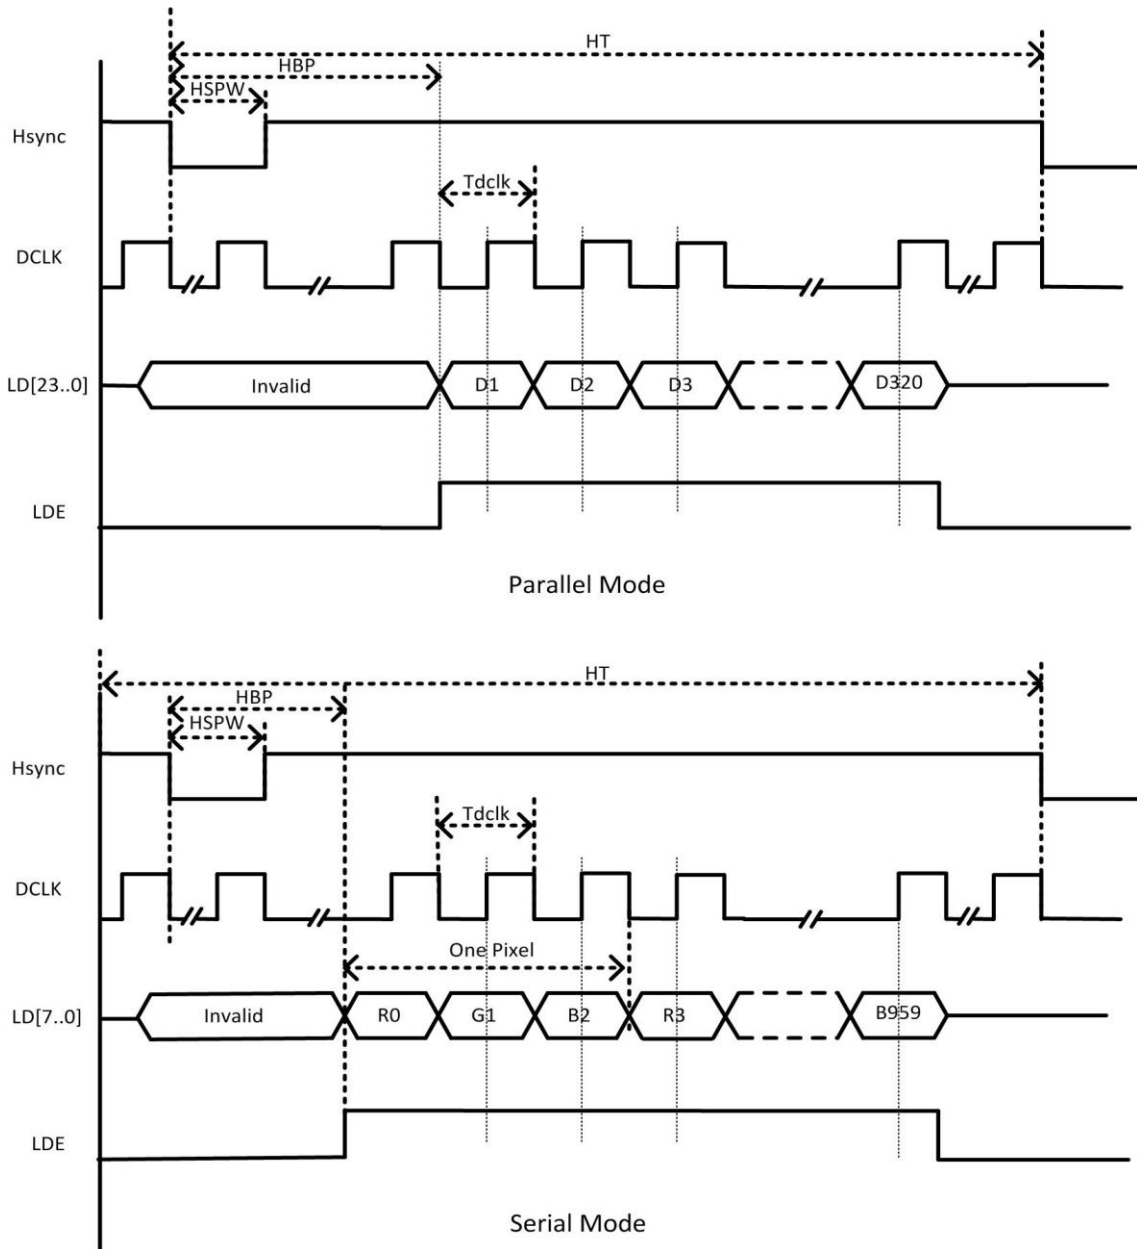 HT
HBP
HSPW
Hsync
Tdclk
DCLK
LD[23..0] Invalid D1 D2 D3 D320
LDE
Parallel Mode
HT
HBP
HSPW
Hsync
Tdclk
DCLK
One Pixel
LD[7..0] Invalid R0 G1 B2 R3 B959
LDE
Serial Mode